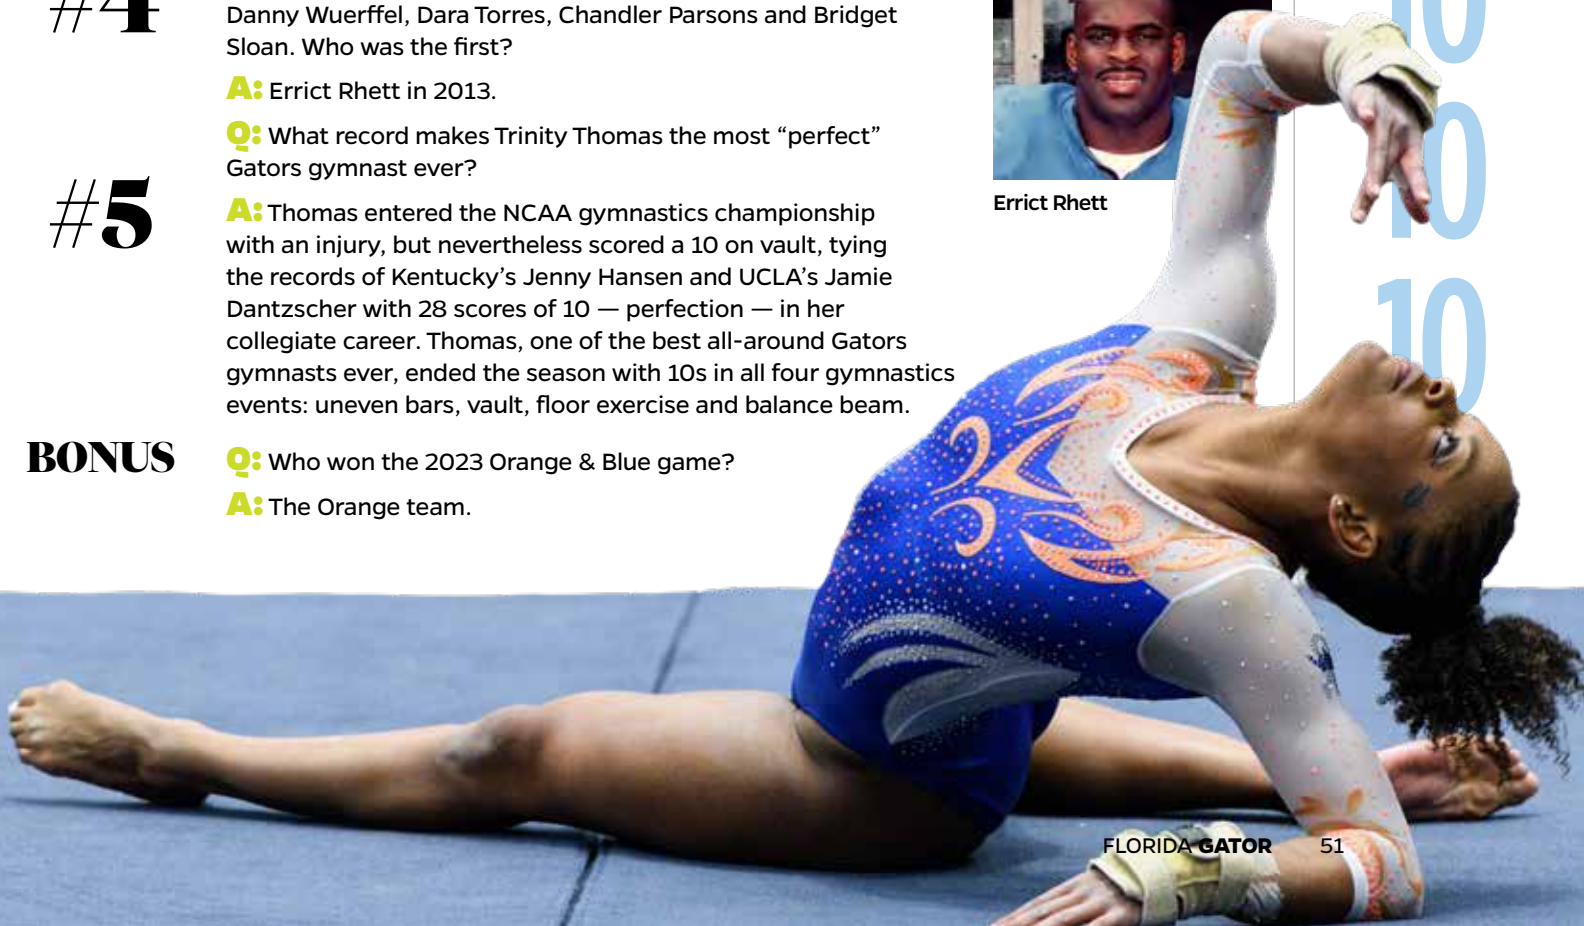 #4
Danny Wuerffel, Dara Torres, Chandler Parsons and Bridget
Sloan. Who was the first?
A: Errict Rhett in 2013.
#5
Q: What record makes Trinity Thomas the most “perfect”
Gators gymnast ever?
A: Thomas entered the NCAA gymnastics championship
with an injury, but nevertheless scored a 10 on vault, tying
the records of Kentucky’s Jenny Hansen and UCLA’s Jamie
Dantzscher with 28 scores of 10 — perfection — in her
collegiate career. Thomas, one of the best all-around Gators
gymnasts ever, ended the season with 10s in all four gymnastics
events: uneven bars, vault, floor exercise and balance beam.
BONUS
Q: Who won the 2023 Orange & Blue game?
A: The Orange team.
Errict Rhett
10
10
10
FLORIDA GATOR 51